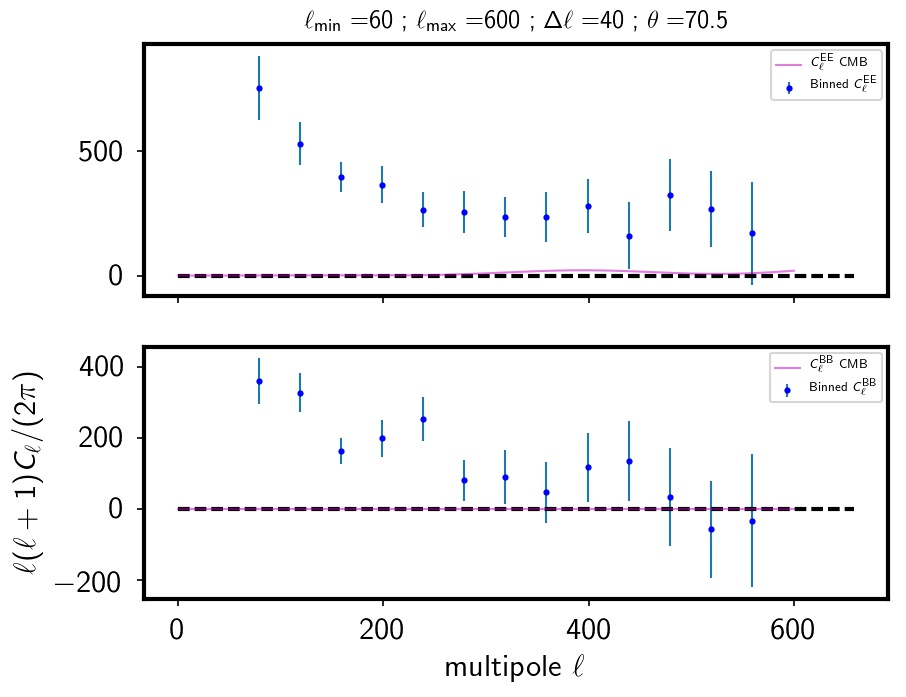 ℓ_min =60 ; ℓ_max =600 ; Δℓ =40 ; θ =70.5
C_ℓ^EE CMB
Binned C_ℓ^EE
500
0
C_ℓ^BB CMB
Binned C_ℓ^BB
400
200
0
−200
ℓ(ℓ + 1)C_ℓ/(2π)
0
200
400
600
multipole ℓ